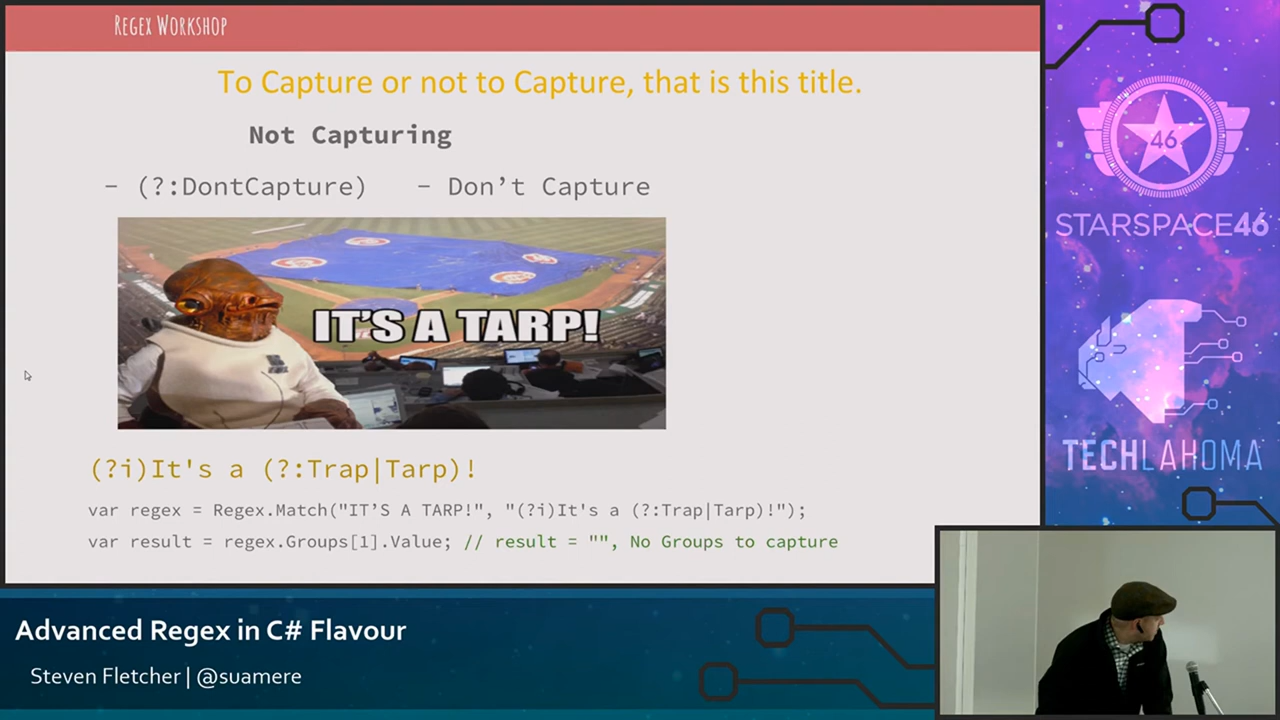 Regex Workshop
To Capture or not to Capture, that is this title.
Not Capturing
- (?:DontCapture)    - Don’t Capture
IT'S A TARP!
(?i)It's a (?:Trap|Tarp)!
var regex = Regex.Match("IT’S A TARP!", "(?i)It's a (?:Trap|Tarp)!");
var result = regex.Groups[1].Value; // result = "", No Groups to capture
46
STARSPACE46
TECHLAHOMA
Advanced Regex in C# Flavour
Steven Fletcher | @suamere